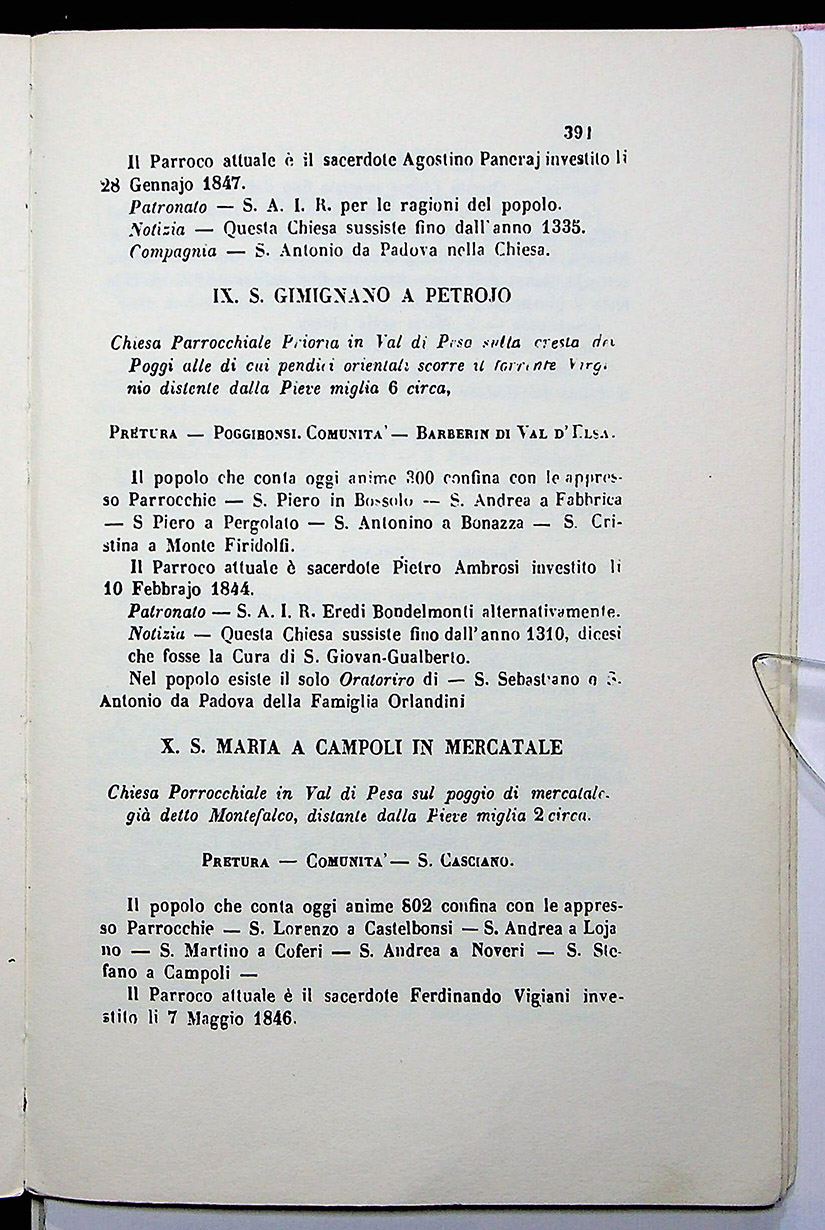 391
Il Parroco attuale è il sacerdote Agostino Pancraj investito li
28 Gennajo 1847.
Patronato — S. A. I. R. per le ragioni del popolo.
Notizia — Questa Chiesa sussiste fino dall'anno 1335.
Compagnia — S. Antonio da Padova nella Chiesa.
IX. S. GIMIGNANO A PETROJO
Chiesa Parrocchiale Prioria in Val di Pesa sulla cresta dei
Poggi alle di cui pendici orientali scorre il torrente Virgi
nio distente dalla Pieve miglia 6 circa,
PRETURA — POGGIBONSI. COMUNITA' — BARBERIN DI VAL D'ELSA.
Il popolo che conta oggi anime 300 confina con le appres-
so Parrocchie — S. Piero in Bossolo — S. Andrea a Fabbrica
— S Piero a Pergolato — S. Antonino a Bonazza — S. Cri-
stina a Monte Firidolfi.
Il Parroco attuale è sacerdote Pietro Ambrosi investito li
10 Febbrajo 1844.
Patronato — S. A. I. R. Eredi Bondelmonti alternativamente.
Notizia — Questa Chiesa sussiste fino dall'anno 1310, dicesi
che fosse la Cura di S. Giovan-Gualberto.
Nel popolo esiste il solo Oratoriro di — S. Sebastiano o S.
Antonio da Padova della Famiglia Orlandini
X. S. MARIA A CAMPOLI IN MERCATALE
Chiesa Porrocchiale in Val di Pesa sul poggio di mercatale.
già detto Montefalco, distante dalla Pieve miglia 2 circa.
PRETURA — COMUNITA' — S. CASCIANO.
Il popolo che conta oggi anime 802 confina con le appres-
so Parrocchie — S. Lorenzo a Castelbonsi — S. Andrea a Loja
no — S. Martino a Coferi — S. Andrea a Noveri — S. Ste-
fano a Campoli —
Il Parroco attuale è il sacerdote Ferdinando Vigiani inve-
stito li 7 Maggio 1846.